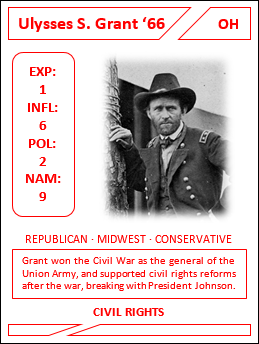 Ulysses S. Grant ‘66 OH
EXP:
1
INFL:
6
POL:
2
NAM:
9
REPUBLICAN · MIDWEST · CONSERVATIVE
Grant won the Civil War as the general of the
Union Army, and supported civil rights reforms
after the war, breaking with President Johnson.
CIVIL RIGHTS